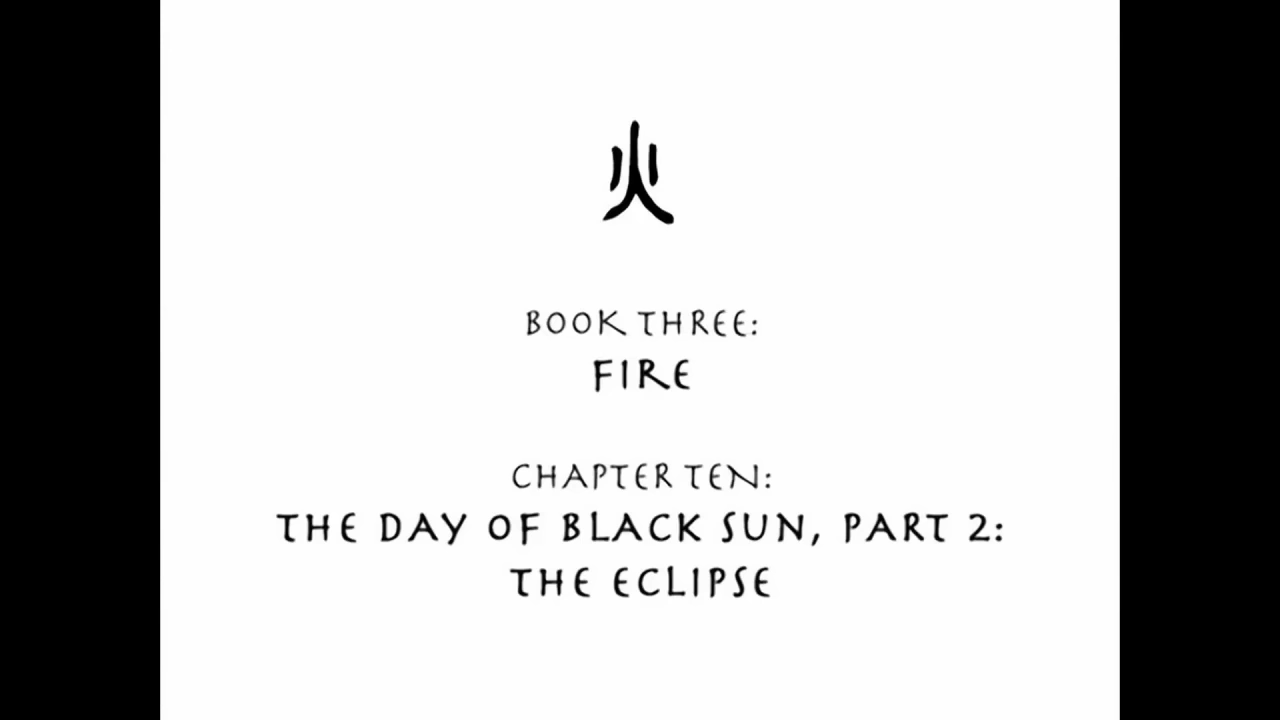 火
BOOK THREE:
FIRE
CHAPTER TEN:
THE DAY OF BLACK SUN, PART 2:
THE ECLIPSE